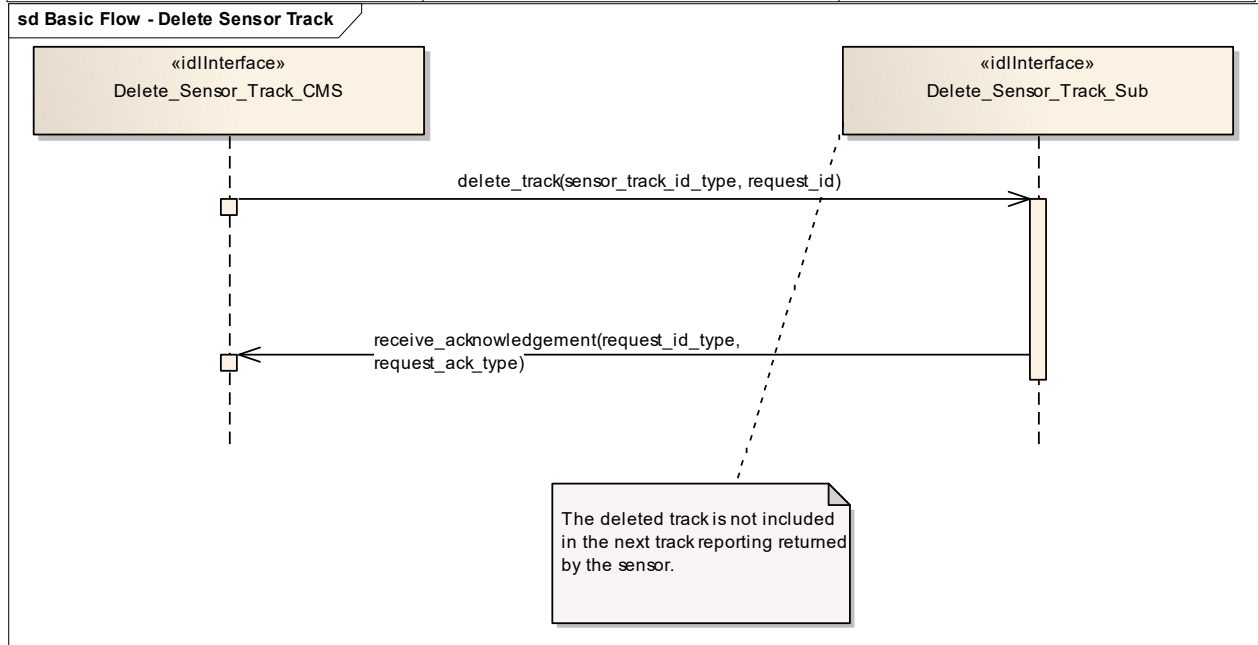 sd Basic Flow - Delete Sensor Track
«idlInterface»
Delete_Sensor_Track_CMS
«idlInterface»
Delete_Sensor_Track_Sub
delete_track(sensor_track_id_type, request_id)
receive_acknowledgement(request_id_type,
request_ack_type)
The deleted track is not included
in the next track reporting returned
by the sensor.